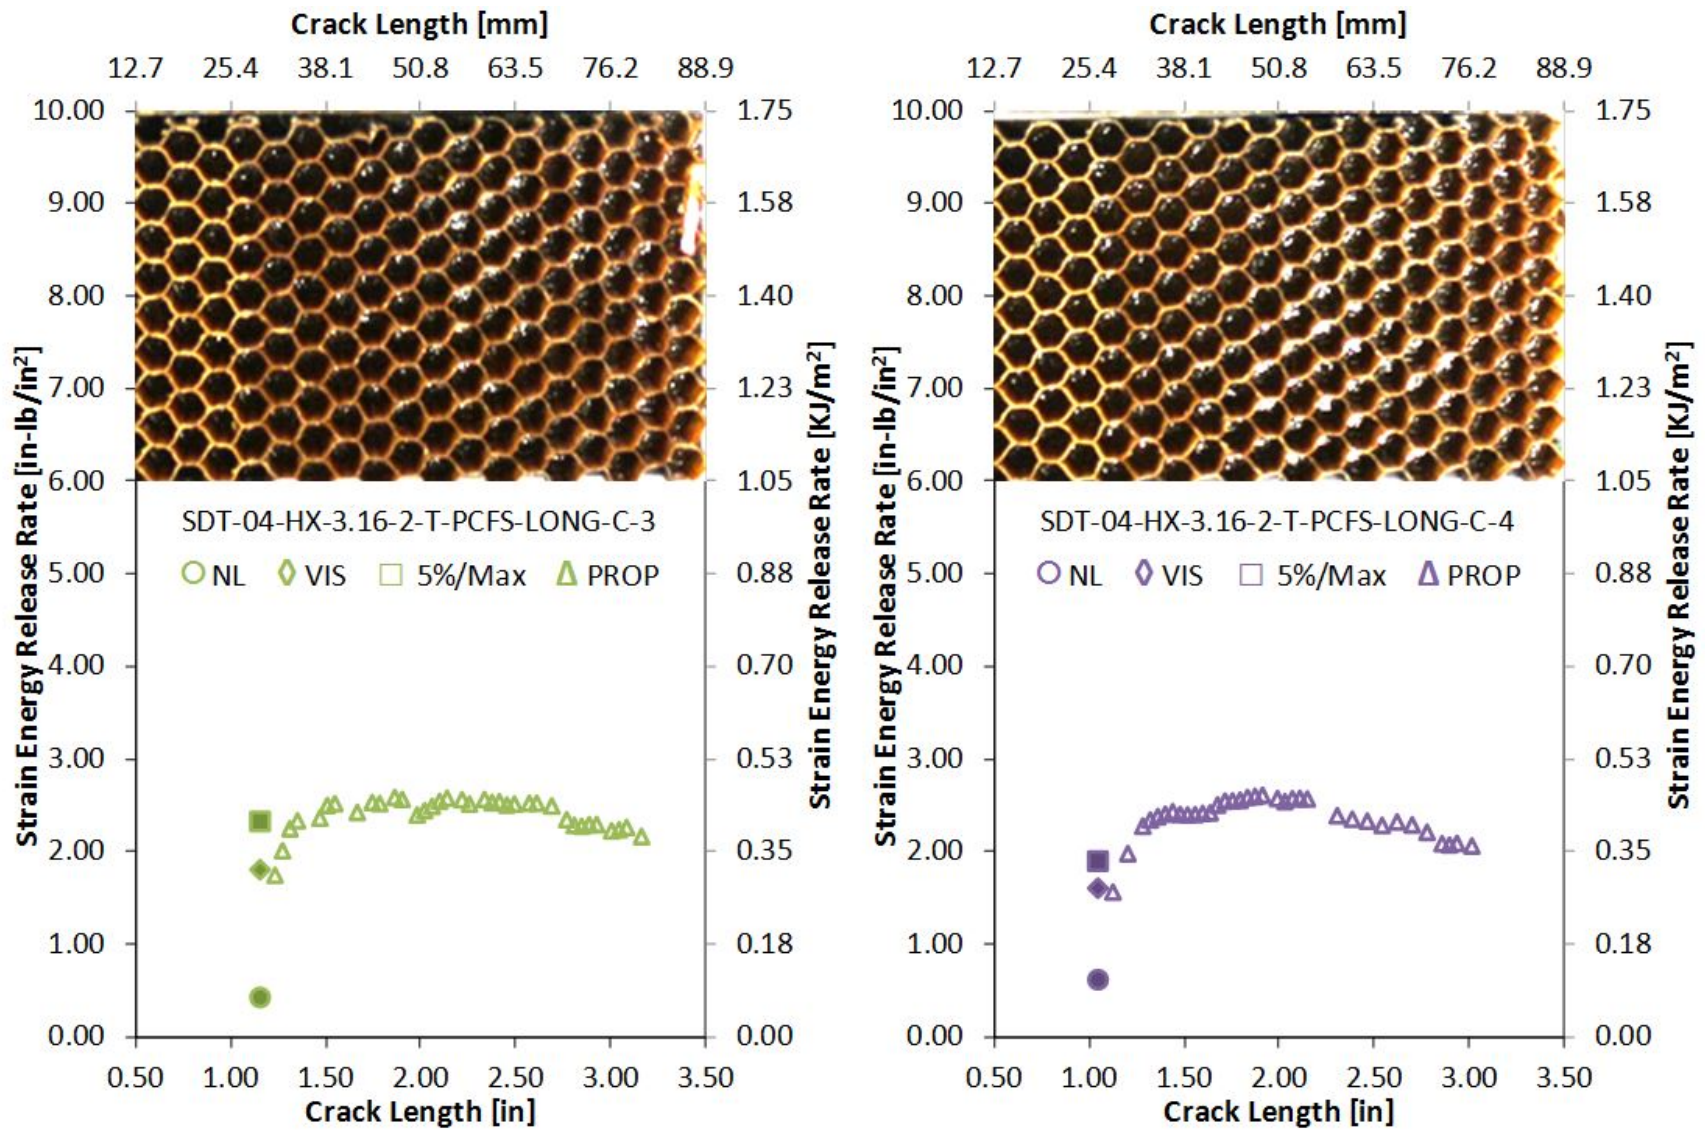 Crack Length [mm]
12.7 25.4 38.1 50.8 63.5 76.2 88.9
10.00
9.00
8.00
7.00
6.00
5.00
4.00
3.00
2.00
1.00
0.00
Strain Energy Release Rate [in-lb/in²]
SDT-04-HX-3.16-2-T-PCFS-LONG-C-3
NL VIS 5%/Max PROP
1.75
1.58
1.40
1.23
1.05
0.88
0.70
0.53
0.35
0.18
0.00
Strain Energy Release Rate [KJ/m²]
0.50 1.00 1.50 2.00 2.50 3.00 3.50
Crack Length [in]
Crack Length [mm]
12.7 25.4 38.1 50.8 63.5 76.2 88.9
10.00
9.00
8.00
7.00
6.00
5.00
4.00
3.00
2.00
1.00
0.00
Strain Energy Release Rate [in-lb/in²]
SDT-04-HX-3.16-2-T-PCFS-LONG-C-4
NL VIS 5%/Max PROP
1.75
1.58
1.40
1.23
1.05
0.88
0.70
0.53
0.35
0.18
0.00
Strain Energy Release Rate [KJ/m²]
0.50 1.00 1.50 2.00 2.50 3.00 3.50
Crack Length [in]